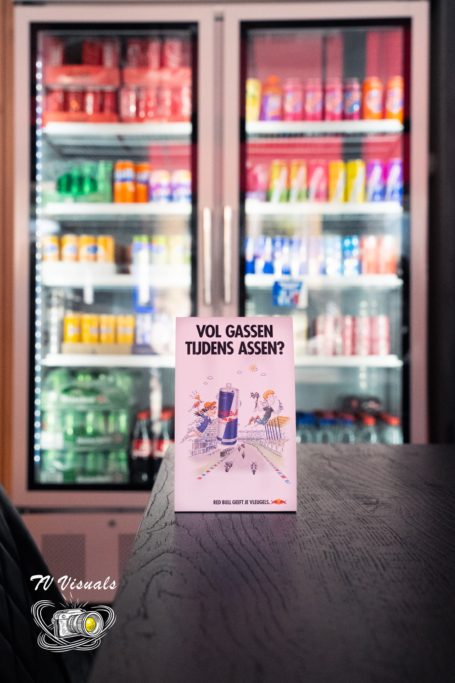 VOL GASSEN
TIJDENS ASSEN?
RED BULL GEEFT JE VLEUGELS.
TV Visuals